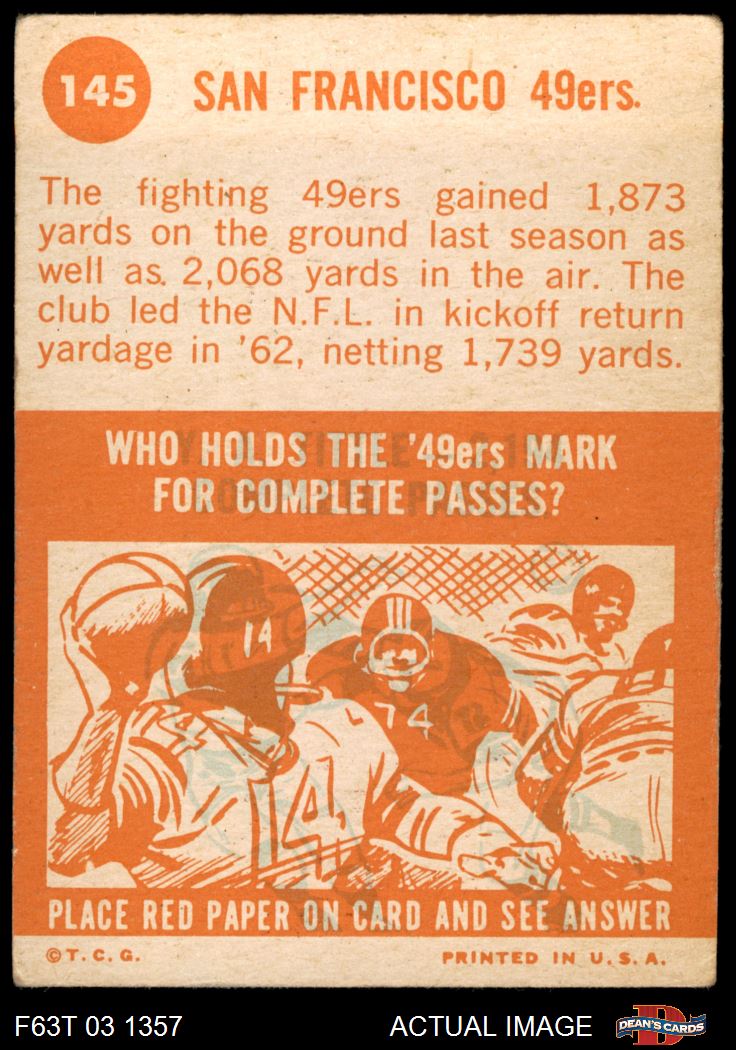 145
SAN FRANCISCO 49ers.
The fighting 49ers gained 1,873
yards on the ground last season as
well as 2,068 yards in the air. The
club led the N.F.L. in kickoff return
yardage in '62, netting 1,739 yards.
WHO HOLDS THE '49ers MARK
FOR COMPLETE PASSES?
14
74
14
14
PLACE RED PAPER ON CARD AND SEE ANSWER
©T.C.G.
PRINTED IN U.S.A.
F63T 03 1357
ACTUAL IMAGE
D
DEAN'S CARDS